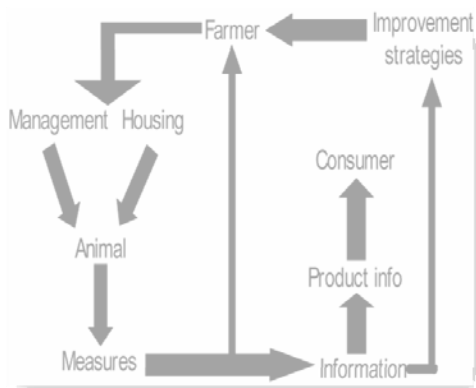 Farmer
Improvement
strategies
Management Housing
Consumer
Animal
Product info
Measures
Information